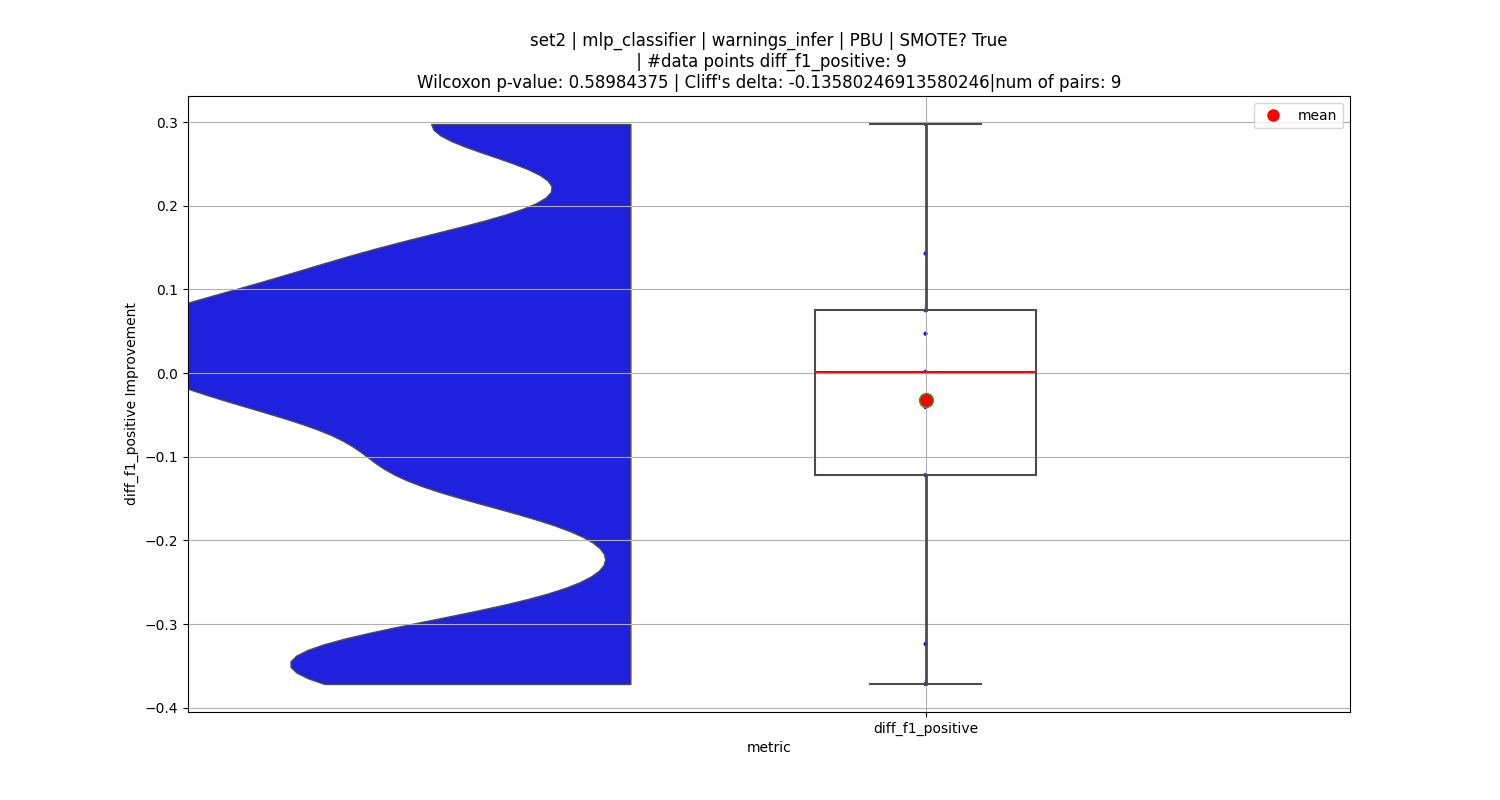 set2 | mlp_classifier | warnings_infer | PBU | SMOTE? True
| #data points diff_f1_positive: 9
Wilcoxon p-value: 0.58984375 | Cliff's delta: -0.13580246913580246|num of pairs: 9
mean
0.3
0.2
0.1
0.0
−0.1
−0.2
−0.3
−0.4
diff_f1_positive Improvement
diff_f1_positive
metric